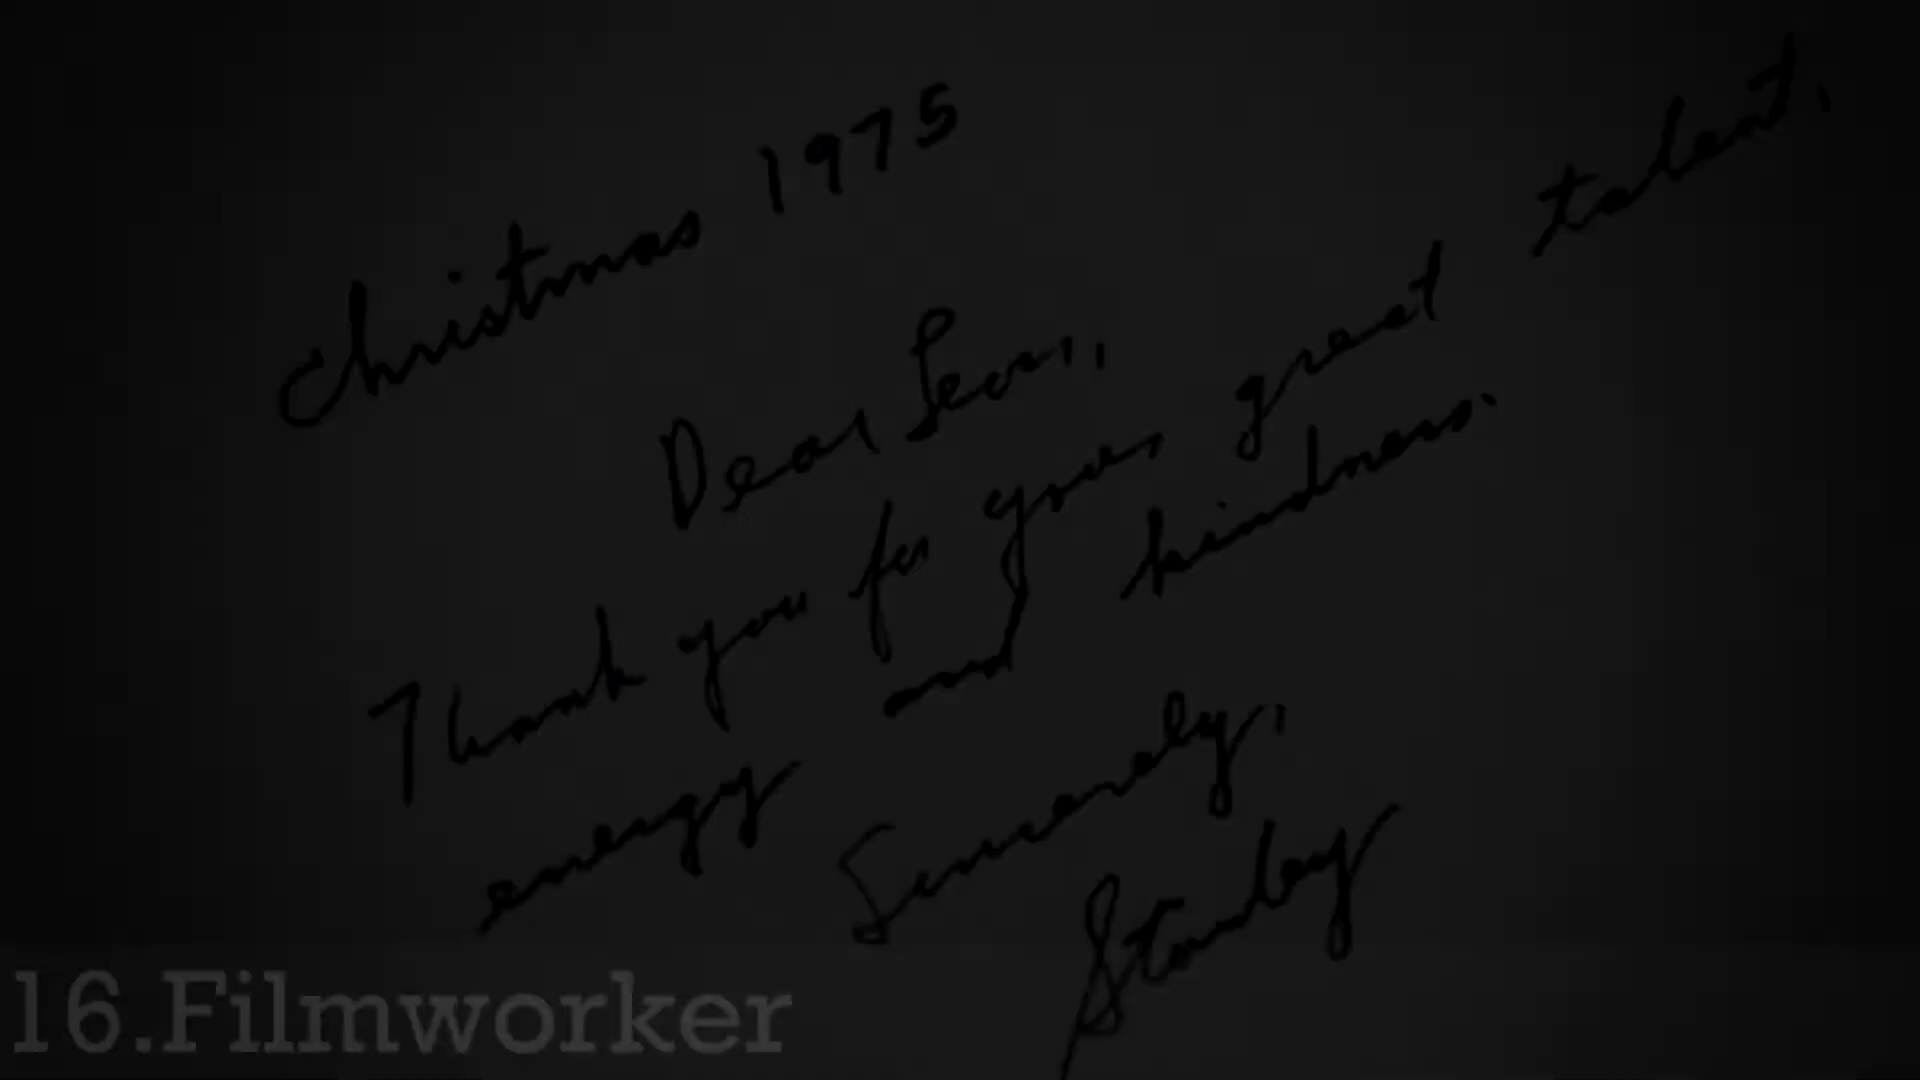 Christmas 1975
Dear Leon,
Thank you for your great talent,
energy and kindness.
Sincerely,
Stanley
16.Filmworker